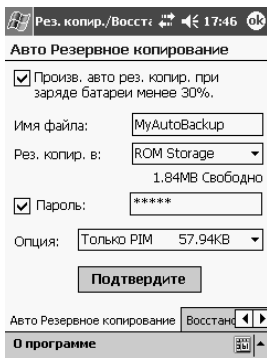 Рез. копир./Восстa 17:46 ok
Авто Резервное копирование
Произв. авто рез. копир. при
заряде батареи менее 30%.
Имя файла: MyAutoBackup
Рез. копир. в: ROM Storage
1.84MB Свободно
Пароль: *****
Опция: Только PIM 57.94KB
Подтвердите
Авто Резервное копирование Восстанс
О программе